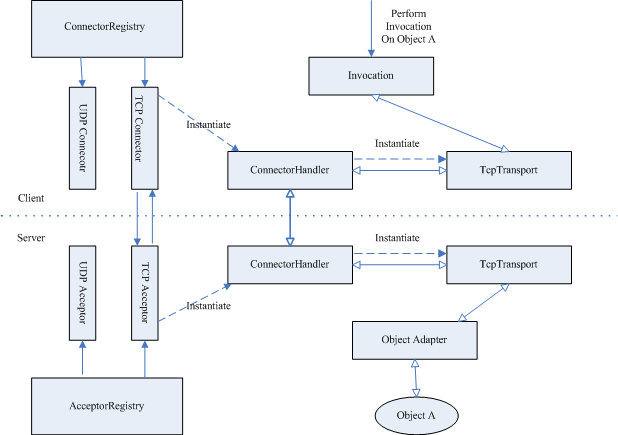 ConnectorRegistry
Perform
Invocation
On Object A
Invocation
UDP Connecotr
TCP Connector
Instantiate
Instantiate
ConnectorHandler
TcpTransport
Client
Server
Instantiate
UDP Acceptor
TCP Acceptor
ConnectorHandler
TcpTransport
Instantiate
Object Adapter
AcceptorRegistry
Object A